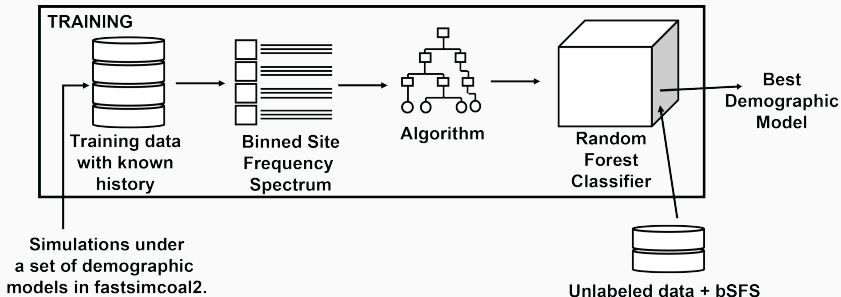 TRAINING
Training data
with known
history
Binned Site
Frequency
Spectrum
Algorithm
Random
Forest
Classifier
Best
Demographic
Model
Simulations under
a set of demographic
models in fastsimcoal2.
Unlabeled data + bSFS